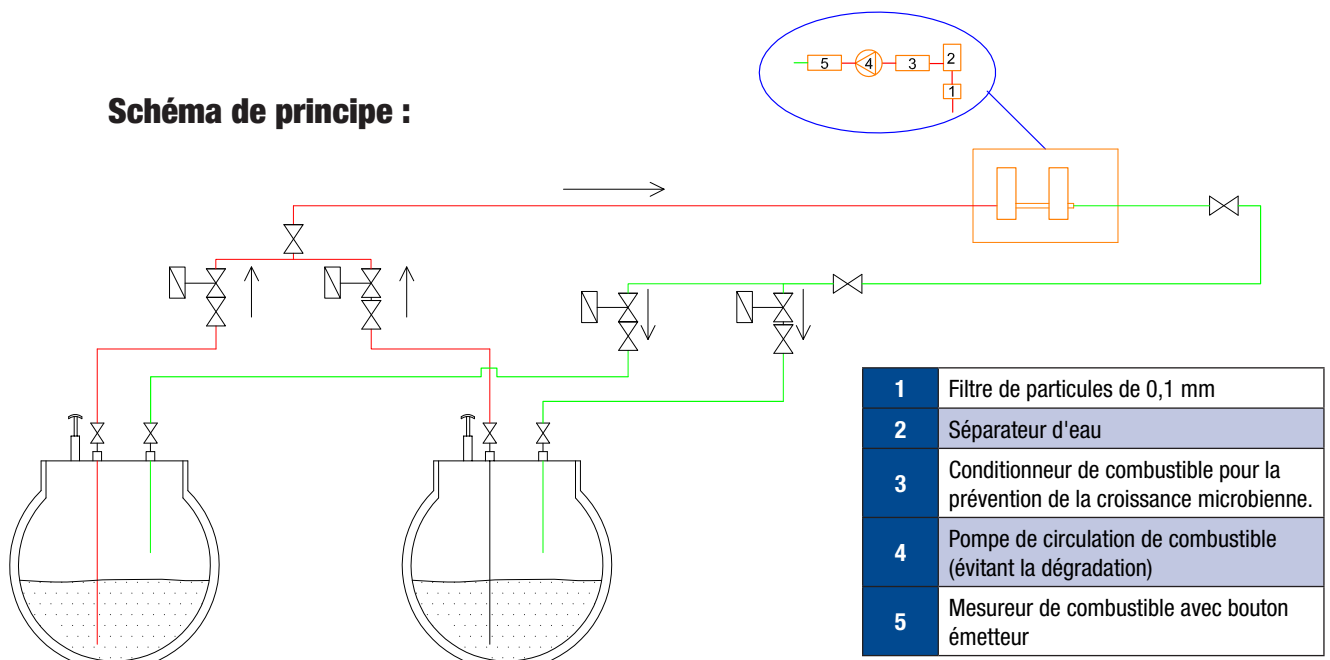 5 4 3 2
1
Schéma de principe :
1 Filtre de particules de 0,1 mm
2 Séparateur d'eau
3 Conditionneur de combustible pour la
prévention de la croissance microbienne.
4 Pompe de circulation de combustible
(évitant la dégradation)
5 Mesureur de combustible avec bouton
émetteur